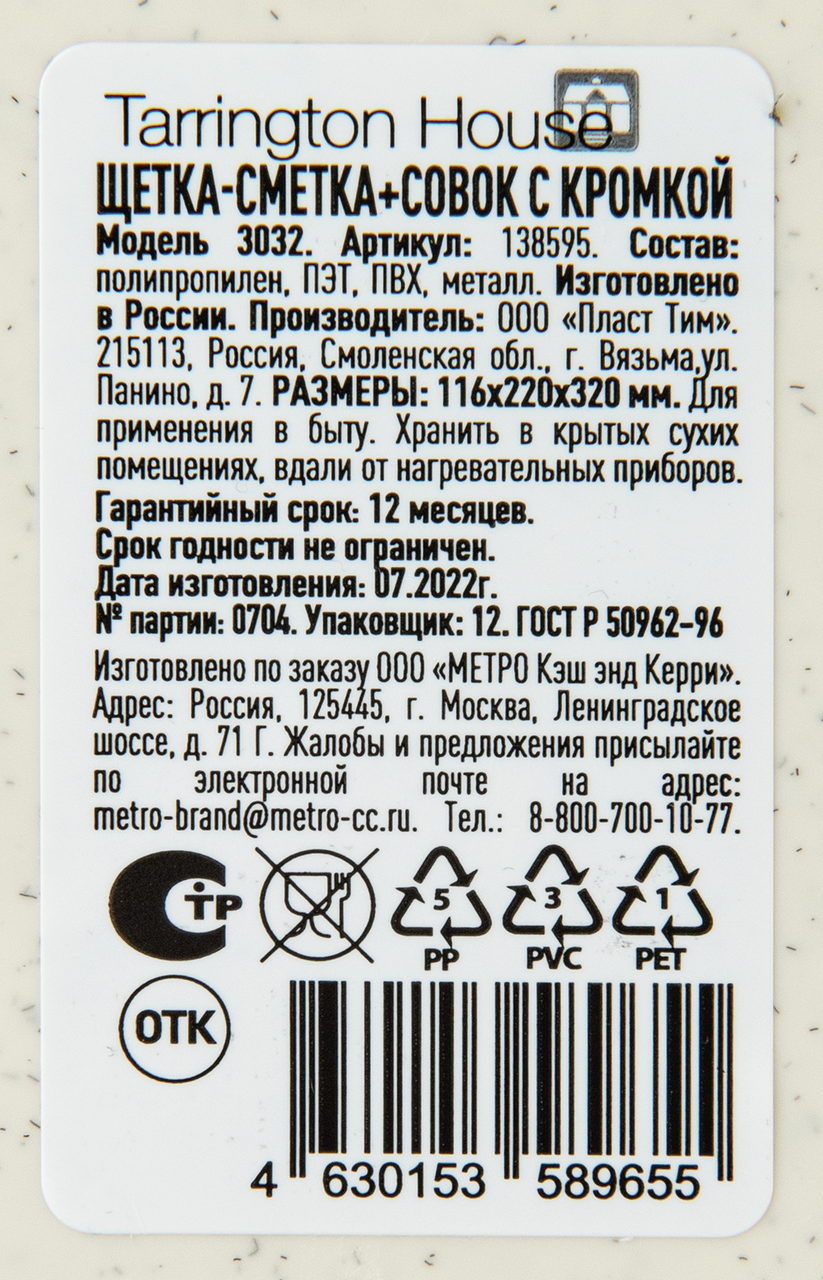 Tarrington House
ЩЕТКА-СМЕТКА+СОВОК С КРОМКОЙ
Модель 3032. Артикул: 138595. Состав:
полипропилен, ПЭТ, ПВХ, металл. Изготовлено
в России. Производитель: ООО «Пласт Тим».
215113, Россия, Смоленская обл., г. Вязьма,ул.
Панино, д. 7. РАЗМЕРЫ: 116х220х320 мм. Для
применения в быту. Хранить в крытых сухих
помещениях, вдали от нагревательных приборов.
Гарантийный срок: 12 месяцев.
Срок годности не ограничен.
Дата изготовления: 07.2022г.
№ партии: 0704. Упаковщик: 12. ГОСТ Р 50962-96
Изготовлено по заказу ООО «МЕТРО Кэш энд Керри».
Адрес: Россия, 125445, г. Москва, Ленинградское
шоссе, д. 71 Г. Жалобы и предложения присылайте
по электронной почте на адрес:
metro-brand@metro-cc.ru. Тел.: 8-800-700-10-77.
СТР 5 3 1
PP PVC PET
ОТК
4 630153 589655